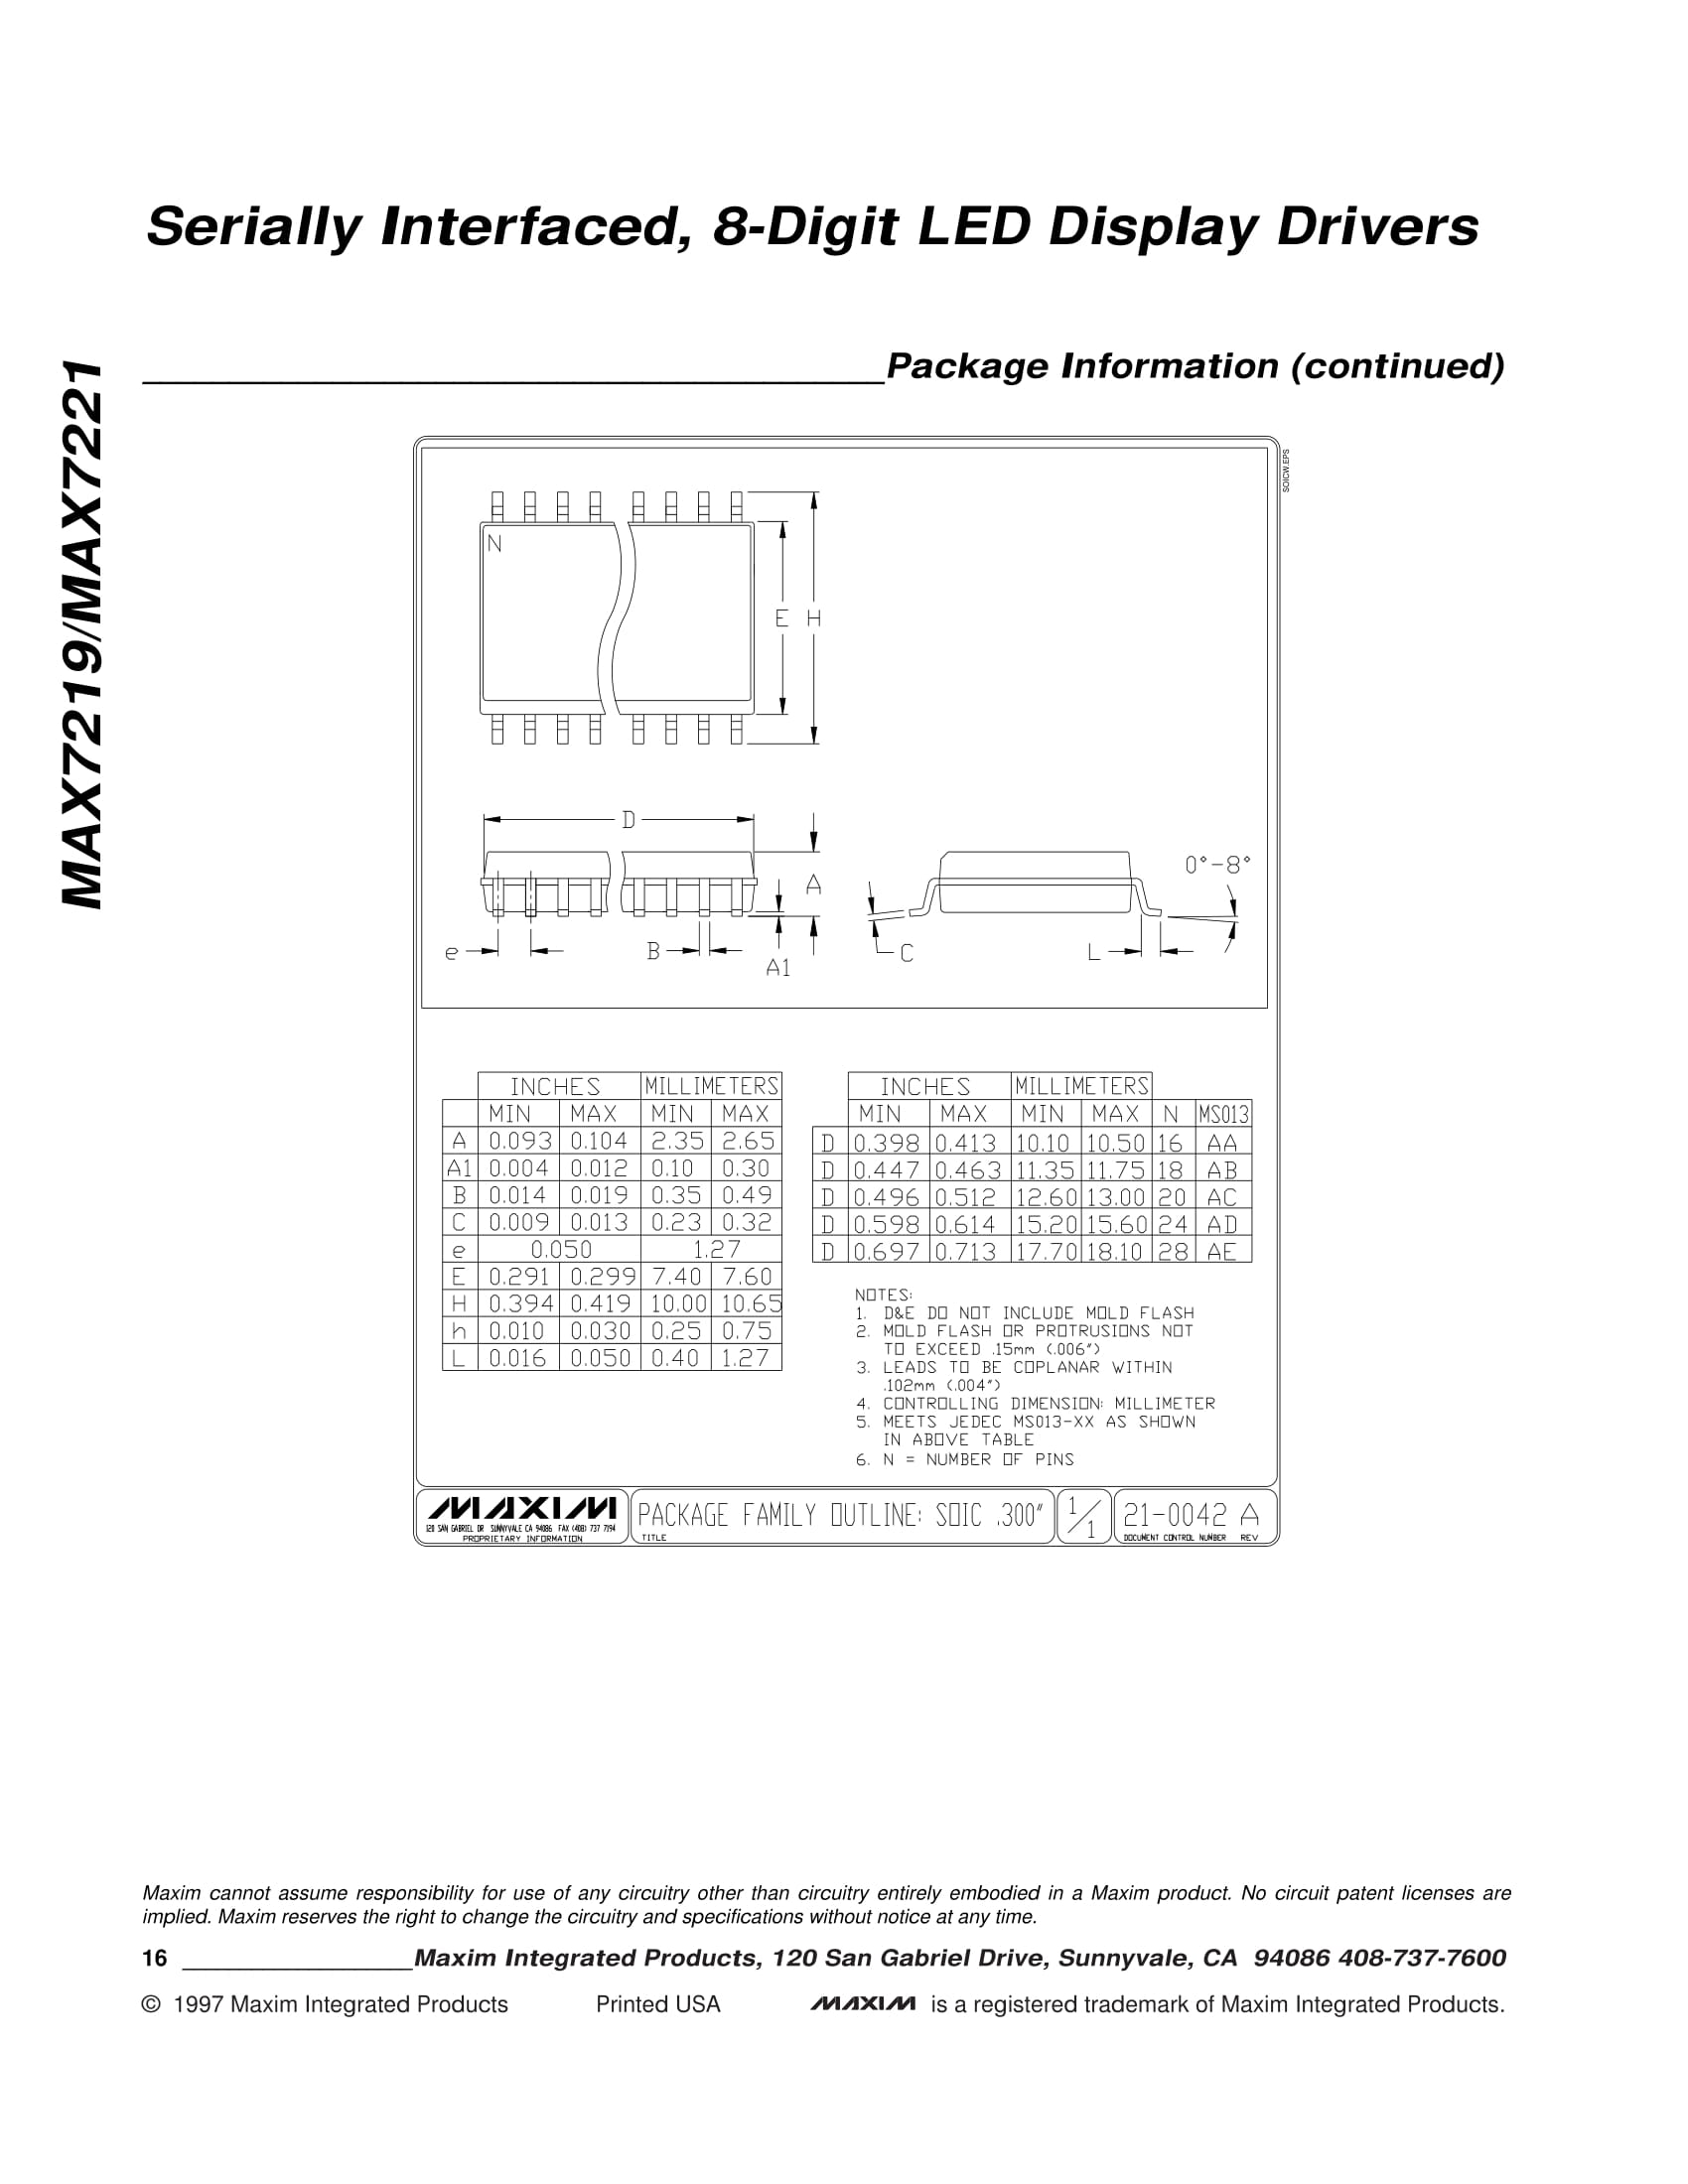 Serially Interfaced, 8-Digit LED Display Drivers
MAX7219/MAX7221
Package Information (continued)
SOICW.EPS
N
E H
D
A
0°-8°
e
B
A1
C
L
INCHES MILLIMETERS
MIN MAX MIN MAX
A 0.093 0.104 2.35 2.65
A1 0.004 0.012 0.10 0.30
B 0.014 0.019 0.35 0.49
C 0.009 0.013 0.23 0.32
e 0.050 1.27
E 0.291 0.299 7.40 7.60
H 0.394 0.419 10.00 10.65
h 0.010 0.030 0.25 0.75
L 0.016 0.050 0.40 1.27
INCHES MILLIMETERS
MIN MAX MIN MAX N MS013
D 0.398 0.413 10.10 10.50 16 AA
D 0.447 0.463 11.35 11.75 18 AB
D 0.496 0.512 12.60 13.00 20 AC
D 0.598 0.614 15.20 15.60 24 AD
D 0.697 0.713 17.70 18.10 28 AE
NOTES:
1. D&E DO NOT INCLUDE MOLD FLASH
2. MOLD FLASH OR PROTRUSIONS NOT
TO EXCEED .15mm (.006")
3. LEADS TO BE COPLANAR WITHIN
.102mm (.004")
4. CONTROLLING DIMENSION: MILLIMETER
5. MEETS JEDEC MS013-XX AS SHOWN
IN ABOVE TABLE
6. N = NUMBER OF PINS
MAXIM
120 SAN GABRIEL DR SUNNYVALE CA 94086 FAX (408) 737 7194
PROPRIETARY INFORMATION
PACKAGE FAMILY OUTLINE: SOIC .300"
TITLE
1/1
21-0042 A
DOCUMENT CONTROL NUMBER REV
Maxim cannot assume responsibility for use of any circuitry other than circuitry entirely embodied in a Maxim product. No circuit patent licenses are
implied. Maxim reserves the right to change the circuitry and specifications without notice at any time.
16 Maxim Integrated Products, 120 San Gabriel Drive, Sunnyvale, CA 94086 408-737-7600
© 1997 Maxim Integrated Products Printed USA MAXIM is a registered trademark of Maxim Integrated Products.